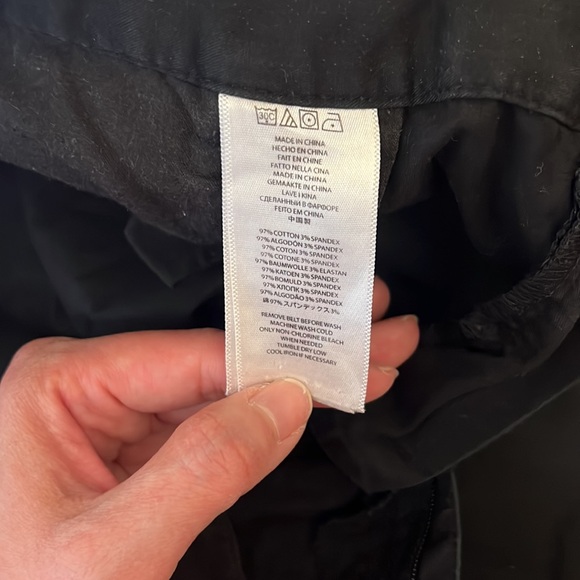 30C
MADE IN CHINA
HECHO EN CHINA
FAIT EN CHINE
FATTO NELLA CINA
MADE IN CHINA
GEMAAKTE IN CHINA
LAVE I KINA
СДЕЛАННЫЙ В ФАРФОРЕ
FEITO EM CHINA
中国製
97% COTTON 3% SPANDEX
97% ALGODÓN 3% SPANDEX
97% COTON 3% SPANDEX
97% COTONE 3% SPANDEX
97% BAUMWOLLE 3% ELASTAN
97% KATOEN 3% SPANDEX
97% BOMULD 3% SPANDEX
97% ХЛОПК 3% SPANDEX
97% ALGODÃO 3% SPANDEX
綿 97% スパンデックス 3%
REMOVE BELT BEFORE WASH
MACHINE WASH COLD
ONLY NON-CHLORINE BLEACH
WHEN NEEDED
TUMBLE DRY LOW
COOL IRON IF NECESSARY